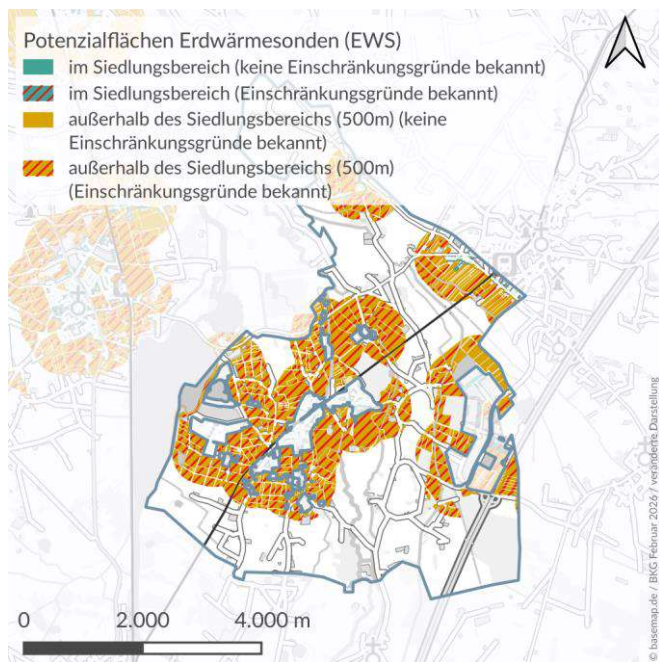 Potenzialflächen Erdwärmesonden (EWS)
im Siedlungsbereich (keine Einschränkungsgründe bekannt)
im Siedlungsbereich (Einschränkungsgründe bekannt)
außerhalb des Siedlungsbereichs (500m) (keine
Einschränkungsgründe bekannt)
außerhalb des Siedlungsbereichs (500m)
(Einschränkungsgründe bekannt)
0 2.000 4.000 m
© basemap.de / BKG Februar 2026 / veränderte Darstellung